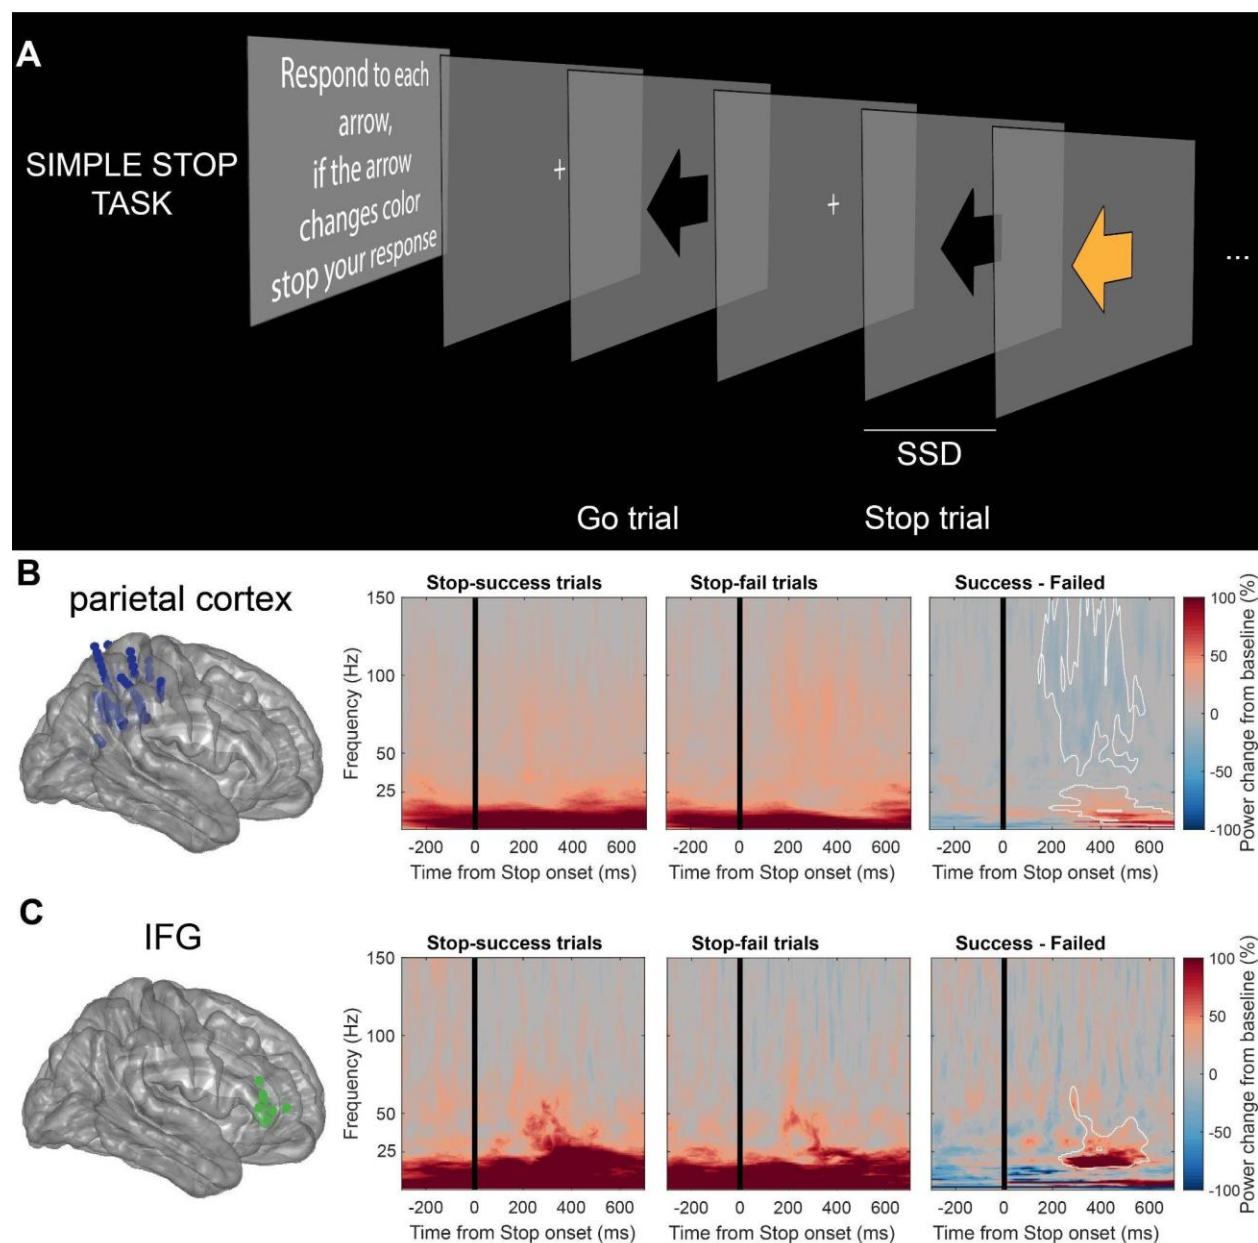 A
SIMPLE STOP
TASK
Respond to each
arrow,
if the arrow
changes color
stop your response
+
+
...
SSD
Go trial
Stop trial
B
parietal cortex
Stop-success trials
Stop-fail trials
Success - Failed
Frequency (Hz)
150
100
50
25
-200 0 200 400 600
-200 0 200 400 600
-200 0 200 400 600
Time from Stop onset (ms)
Time from Stop onset (ms)
Time from Stop onset (ms)
100
50
0
-50
-100
Power change from baseline (%)
C
IFG
Stop-success trials
Stop-fail trials
Success - Failed
Frequency (Hz)
150
100
50
25
-200 0 200 400 600
-200 0 200 400 600
-200 0 200 400 600
Time from Stop onset (ms)
Time from Stop onset (ms)
Time from Stop onset (ms)
100
50
0
-50
-100
Power change from baseline (%)